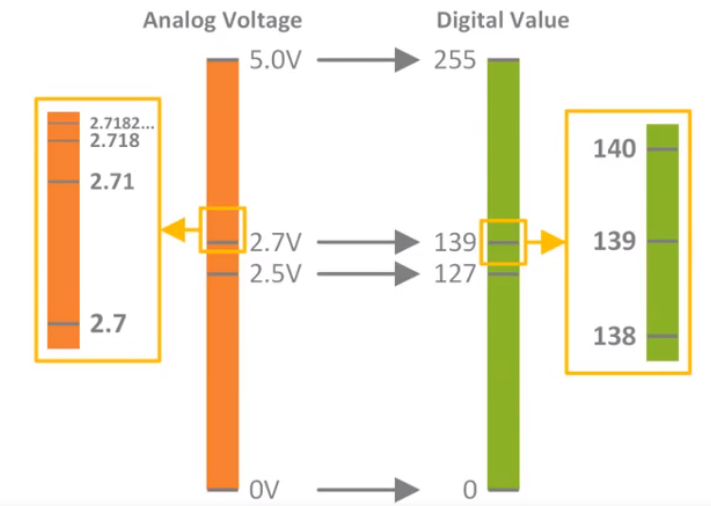 Analog Voltage
Digital Value
5.0V
255
2.7182...
2.718
2.71
2.7
2.7V
139
2.5V
127
140
139
138
0V
0